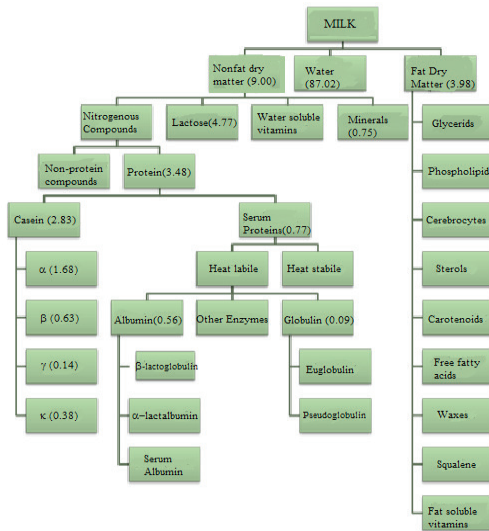 MILK
Nonfat dry
matter (9.00)
Water
(87.02)
Fat Dry
Matter (3.98)
Nitrogenous
Compounds
Lactose(4.77)
Water soluble
vitamins
Minerals
(0.75)
Glycerids
Non-protein
compounds
Protein(3.48)
Phospholipid
Casein (2.83)
Serum
Proteins(0.77)
Cerebrocytes
α (1.68)
Heat labile
Heat stabile
Sterols
β (0.63)
Albumin(0.56)
Other Enzymes
Globulin (0.09)
Carotenoids
γ (0.14)
β-lactoglobulin
Euglobulin
Free fatty
acids
κ (0.38)
α-lactalbumin
Pseudoglobulin
Waxes
Serum
Albumin
Squalene
Fat soluble
vitamins